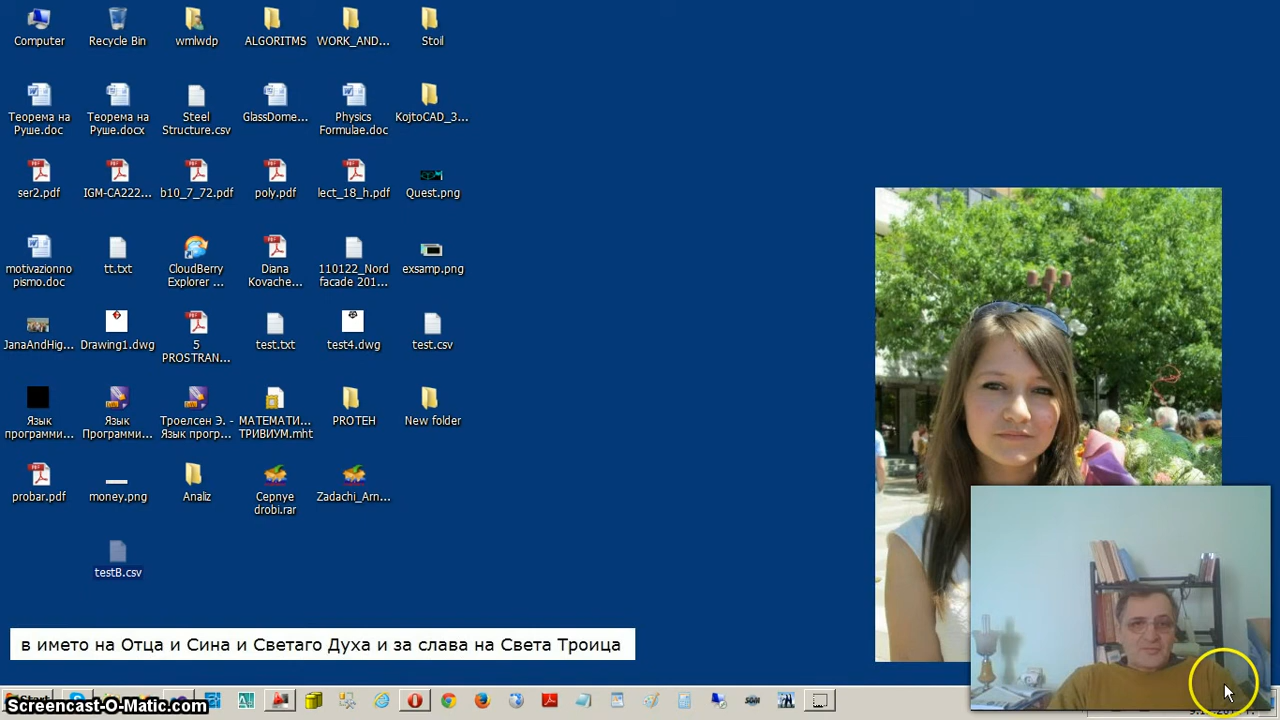 Computer
Recycle Bin
wmlwdp
ALGORITMS
WORK_AND...
Stoil
Теорема на
Руше.doc
Теорема на
Руше.docx
Steel
Structure.csv
GlassDome...
Physics
Formulae.doc
KojtoCAD_3...
ser2.pdf
IGM-CA222...
b10_7_72.pdf
poly.pdf
lect_18_h.pdf
Quest.png
motivazionno
pismo.doc
tt.txt
CloudBerry
Explorer ...
Diana
Kovache...
110122_Nord
facade 201...
exsamp.png
JanaAndHig...
Drawing1.dwg
5
PROSTRAN...
test.txt
test4.dwg
test.csv
Язык
программи...
Язык
Программи...
Троелсен Э. -
Язык прогр...
МАТЕМАТИ...
ТРИВИУМ.mht
PROTEH
New folder
probar.pdf
money.png
Analiz
Cepnye
drobi.rar
Zadachi_Arn...
testB.csv
в името на Отца и Сина и Светаго Духа и за слава на Света Троица
Screencast-O-Matic.com